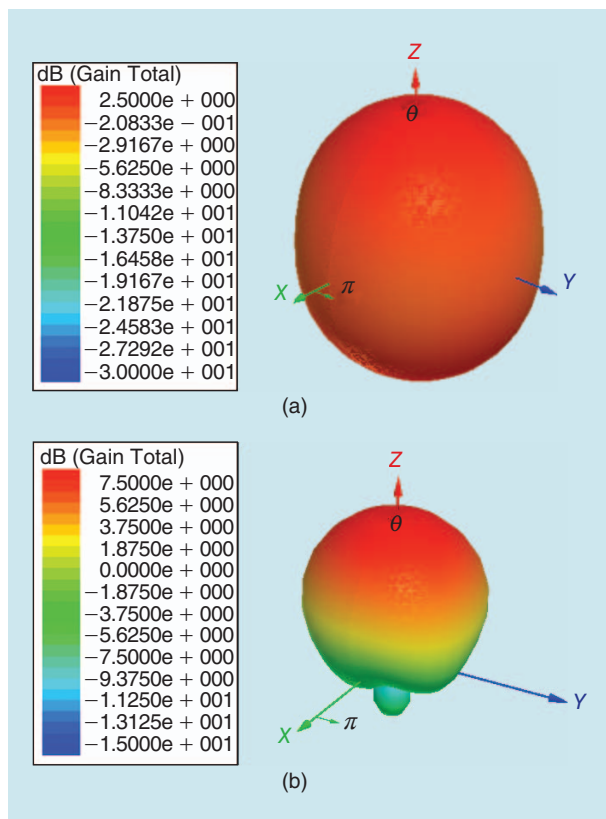 dB (Gain Total)
2.5000e + 000
−2.0833e − 001
−2.9167e + 000
−5.6250e + 000
−8.3333e + 000
−1.1042e + 001
−1.3750e + 001
−1.6458e + 001
−1.9167e + 001
−2.1875e + 001
−2.4583e + 001
−2.7292e + 001
−3.0000e + 001
Z
θ
X
π
Y
(a)
dB (Gain Total)
7.5000e + 000
5.6250e + 000
3.7500e + 000
1.8750e + 000
0.0000e + 000
−1.8750e + 000
−3.7500e + 000
−5.6250e + 000
−7.5000e + 000
−9.3750e + 000
−1.1250e + 001
−1.3125e + 001
−1.5000e + 001
Z
θ
X
π
Y
(b)